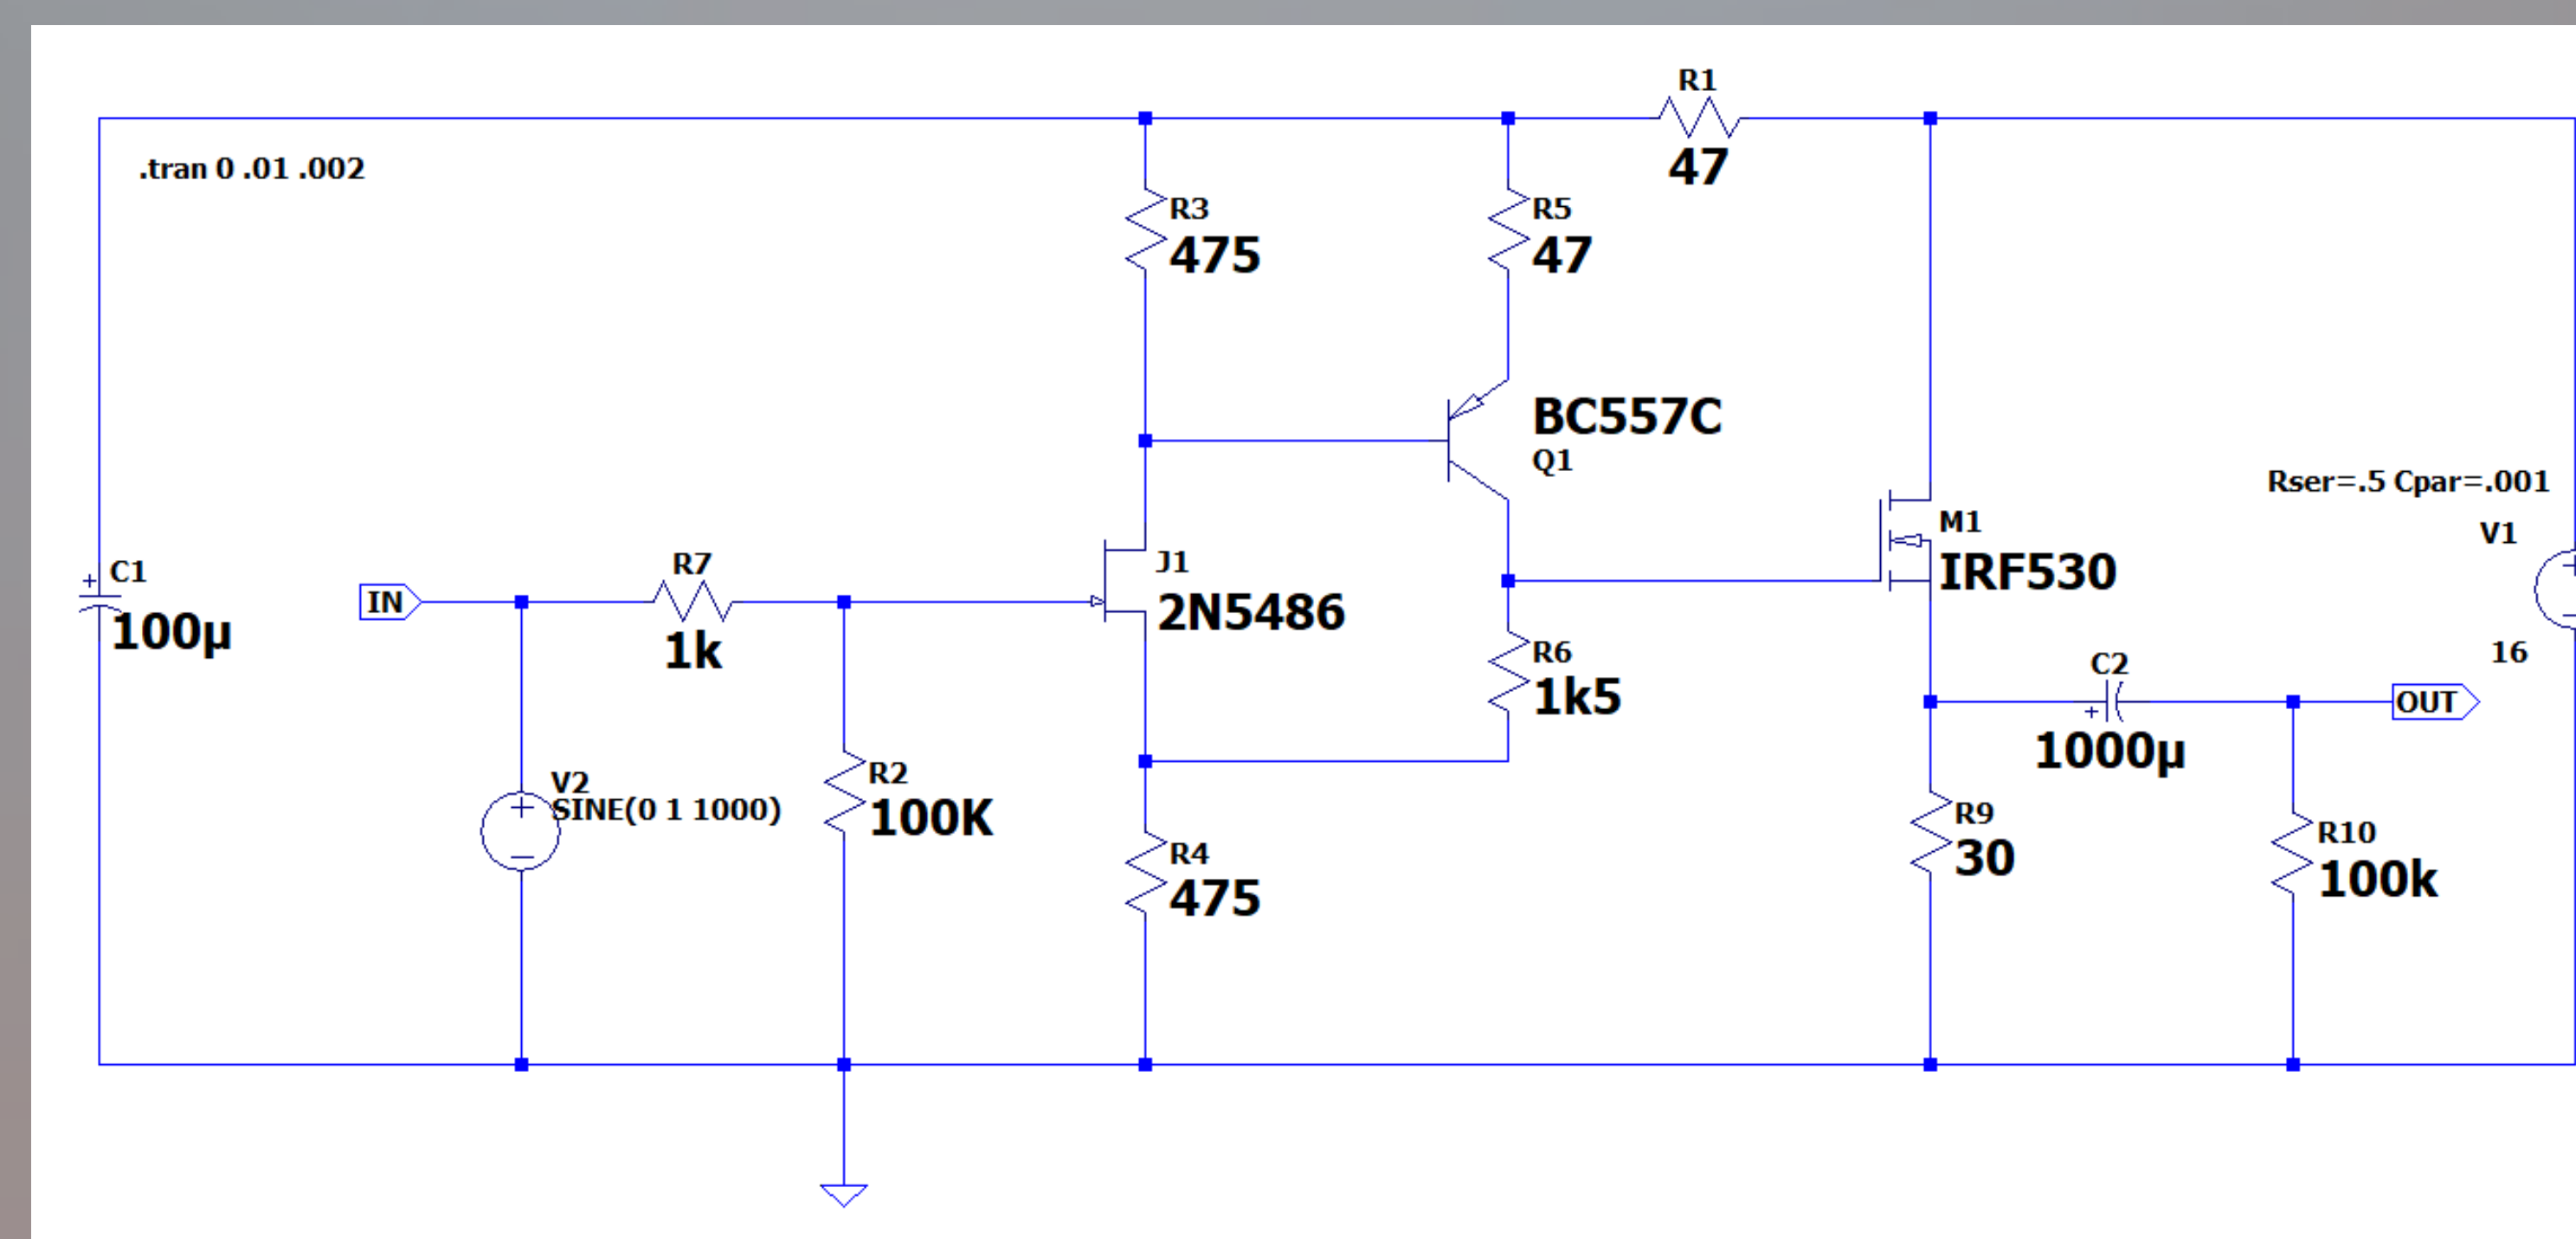 R1
47
.tran 0 .01 .002
R3
475
R5
47
BC557C
Q1
Rser=.5 Cpar=.001
V1
16
C1
100µ
IN
R7
1k
J1
2N5486
M1
IRF530
R6
1k5
C2
1000µ
OUT
V2
SINE(0 1 1000)
R2
100K
R4
475
R9
30
R10
100k